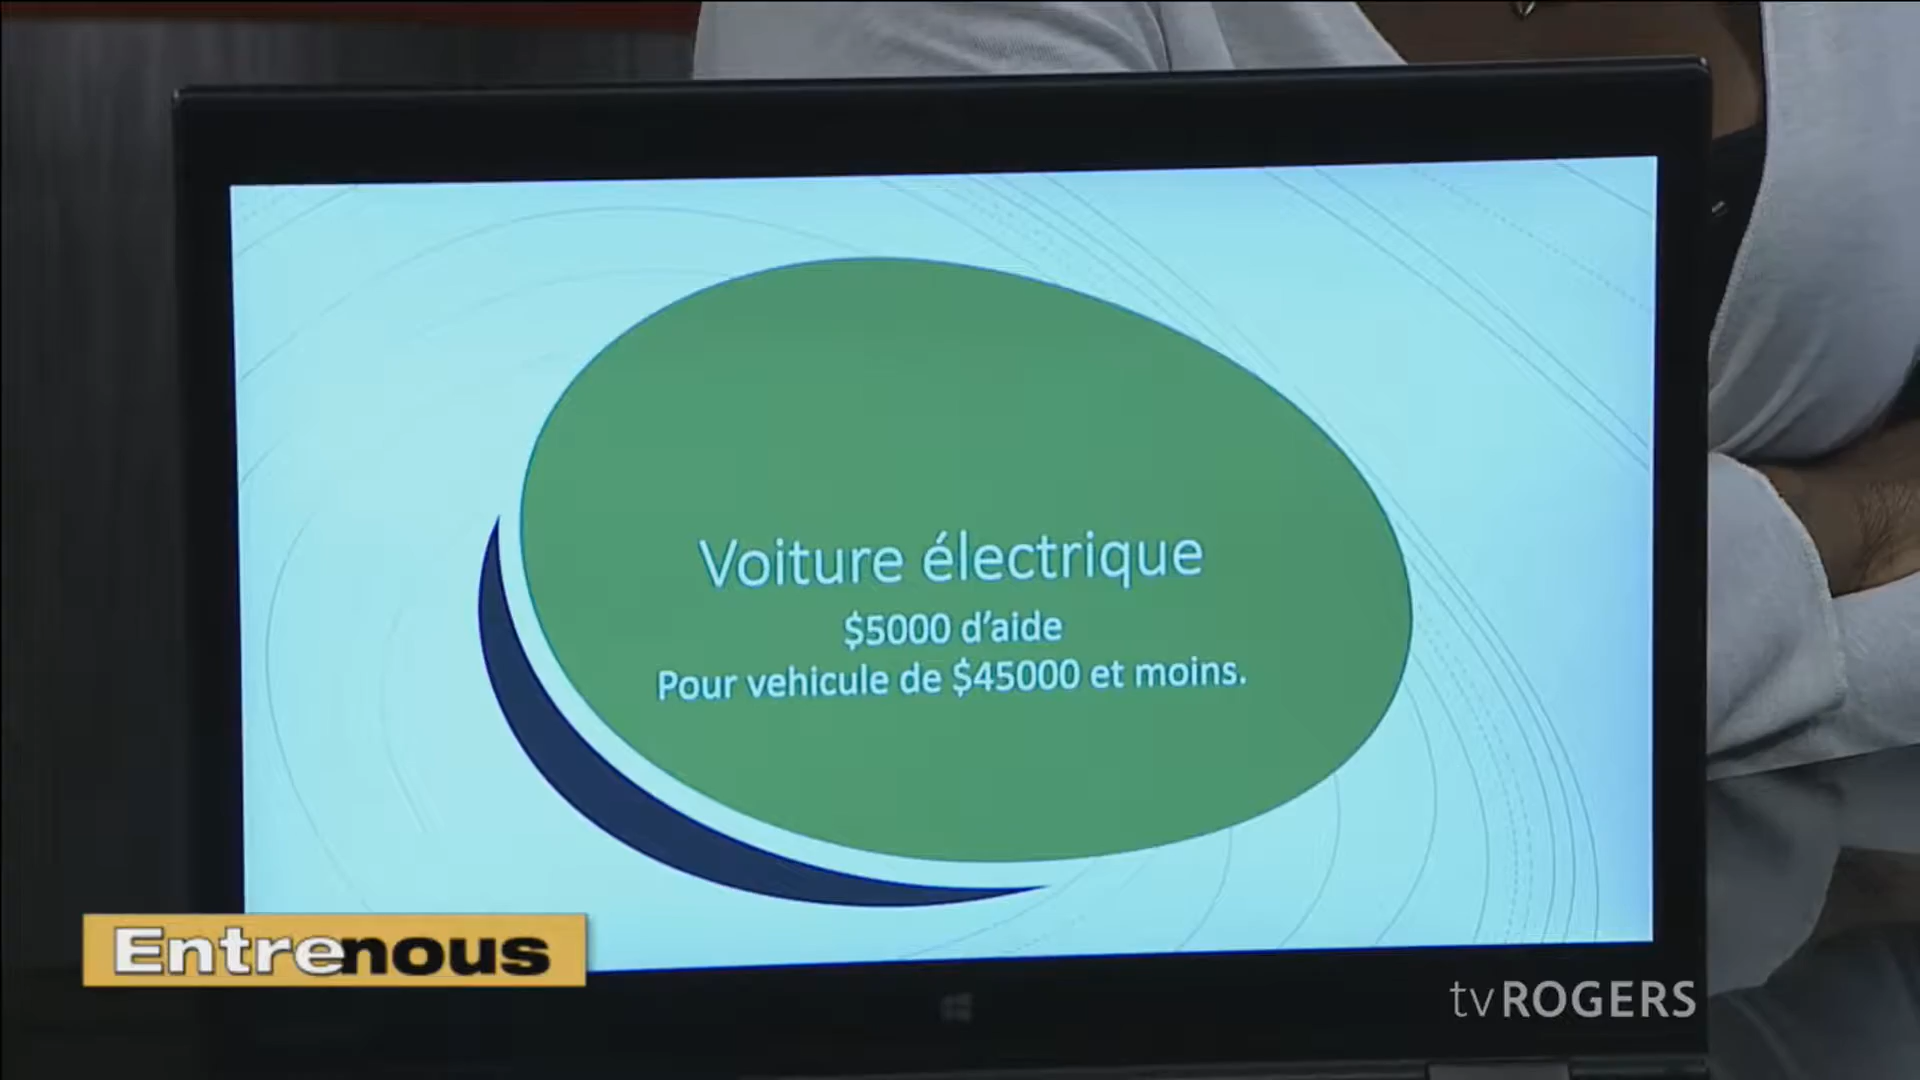 Voiture électrique
$5000 d’aide
Pour vehicule de $45000 et moins.
Entrenous
tvROGERS